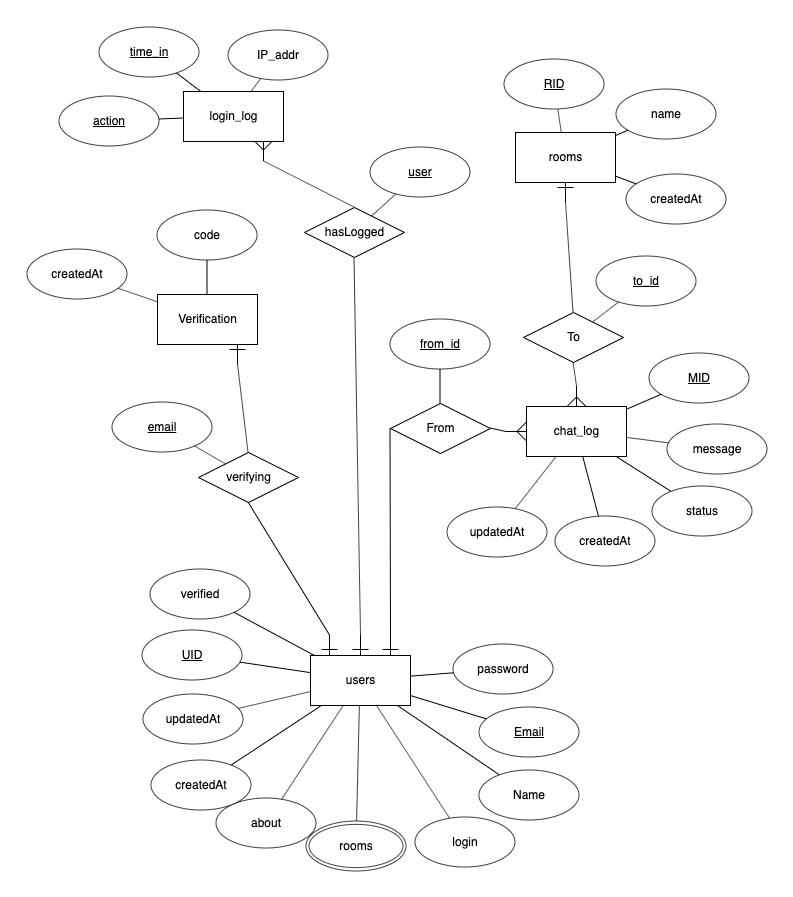 time_in
IP_addr
login_log
action
RID
name
rooms
createdAt
user
hasLogged
code
createdAt
Verification
to_id
To
from_id
MID
From
chat_log
message
email
verifying
status
updatedAt
createdAt
verified
UID
users
password
updatedAt
Email
createdAt
Name
about
rooms
login